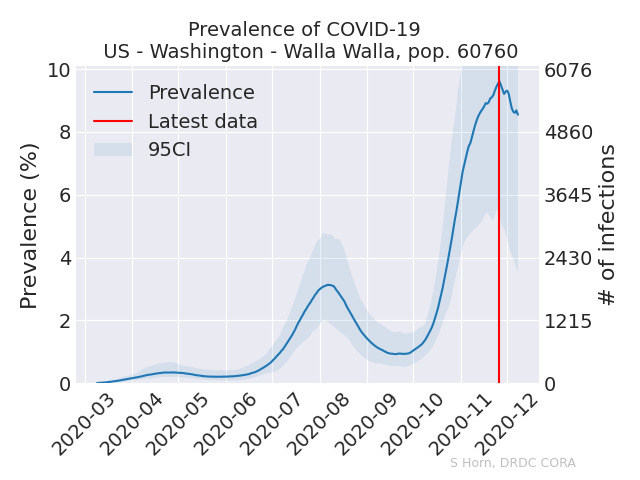 Prevalence of COVID-19
US - Washington - Walla Walla, pop. 60760
Prevalence
Latest data
95CI
Prevalence (%)
10
8
6
4
2
0
6076
4860
3645
2430
1215
0
# of infections
2020-03
2020-04
2020-05
2020-06
2020-07
2020-08
2020-09
2020-10
2020-11
2020-12
S Horn, DRDC CORA